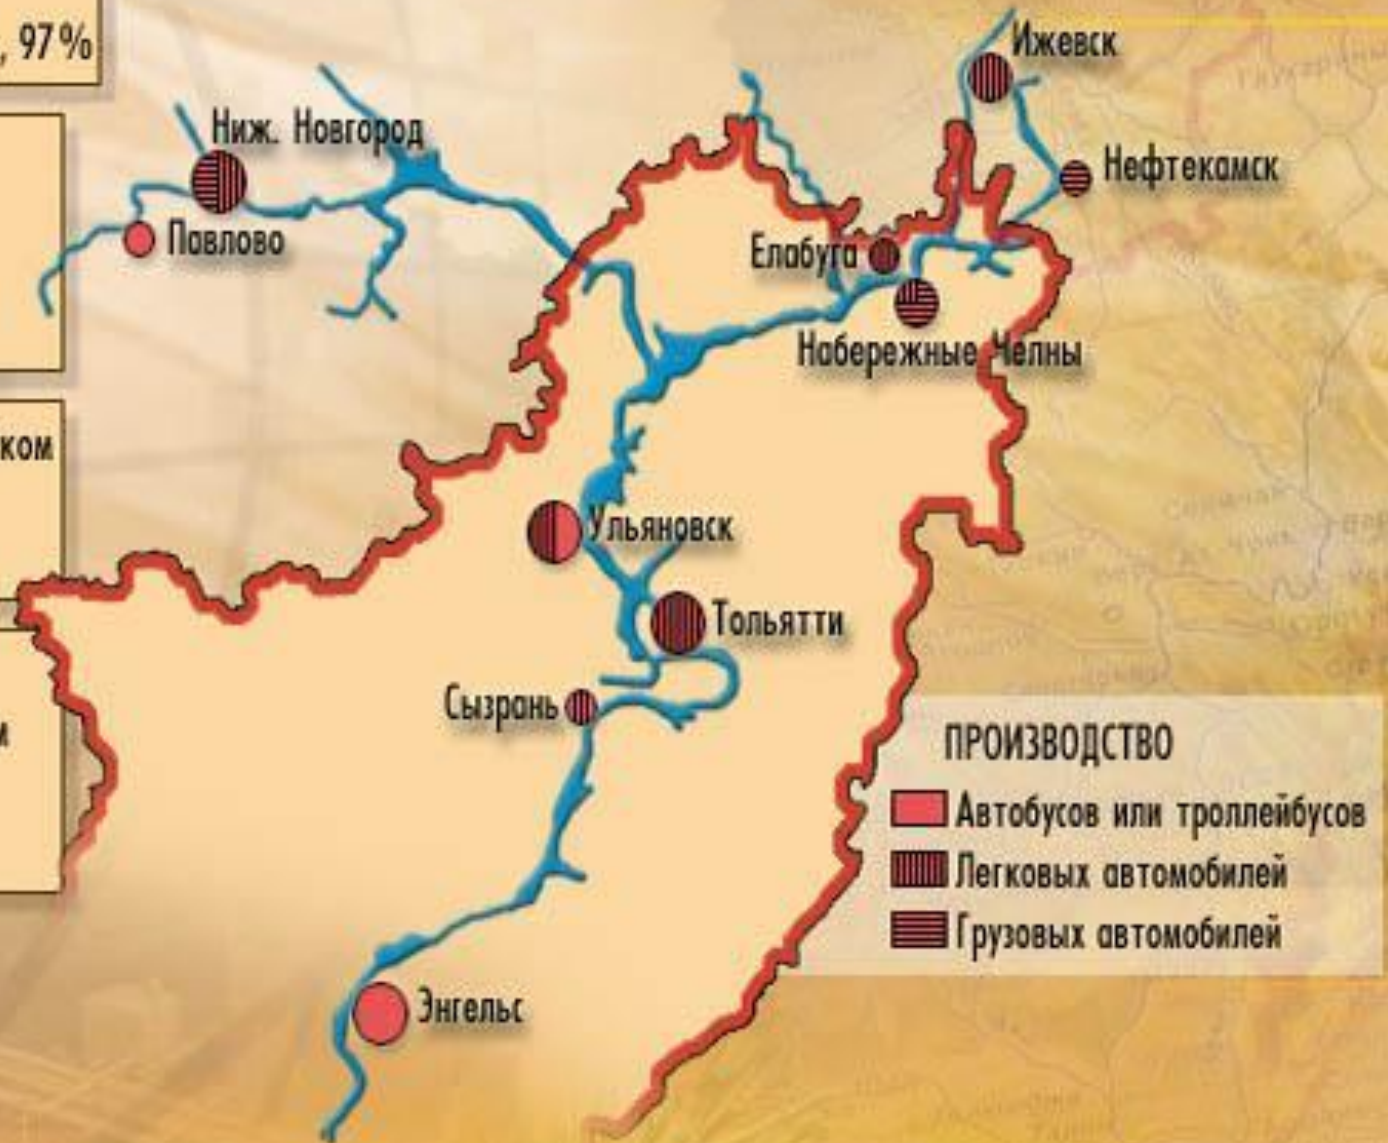 , 97%
Ижевск
Ниж. Новгород
Нефтекамск
Павлово
Елабуга
Набережные Челны
ком
Ульяновск
Тольятти
Сызрань
м
ПРОИЗВОДСТВО
Автобусов или троллейбусов
Легковых автомобилей
Грузовых автомобилей
Энгельс